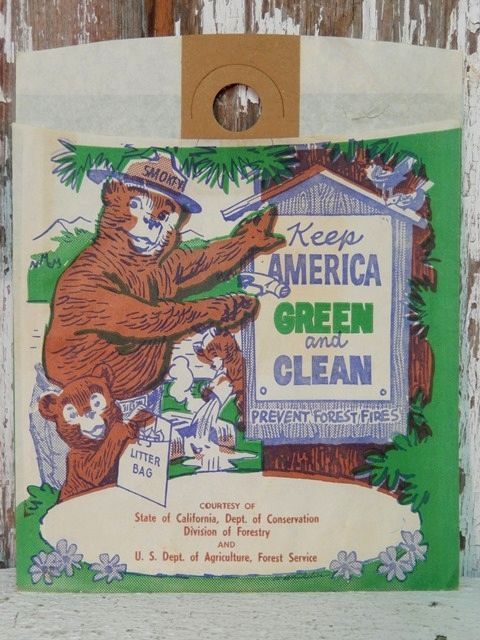 SMOKEY
Keep
AMERICA
GREEN
and
CLEAN
PREVENT FOREST FIRES
LITTER
BAG
COURTESY OF
State of California, Dept. of Conservation
Division of Forestry
AND
U. S. Dept. of Agriculture, Forest Service